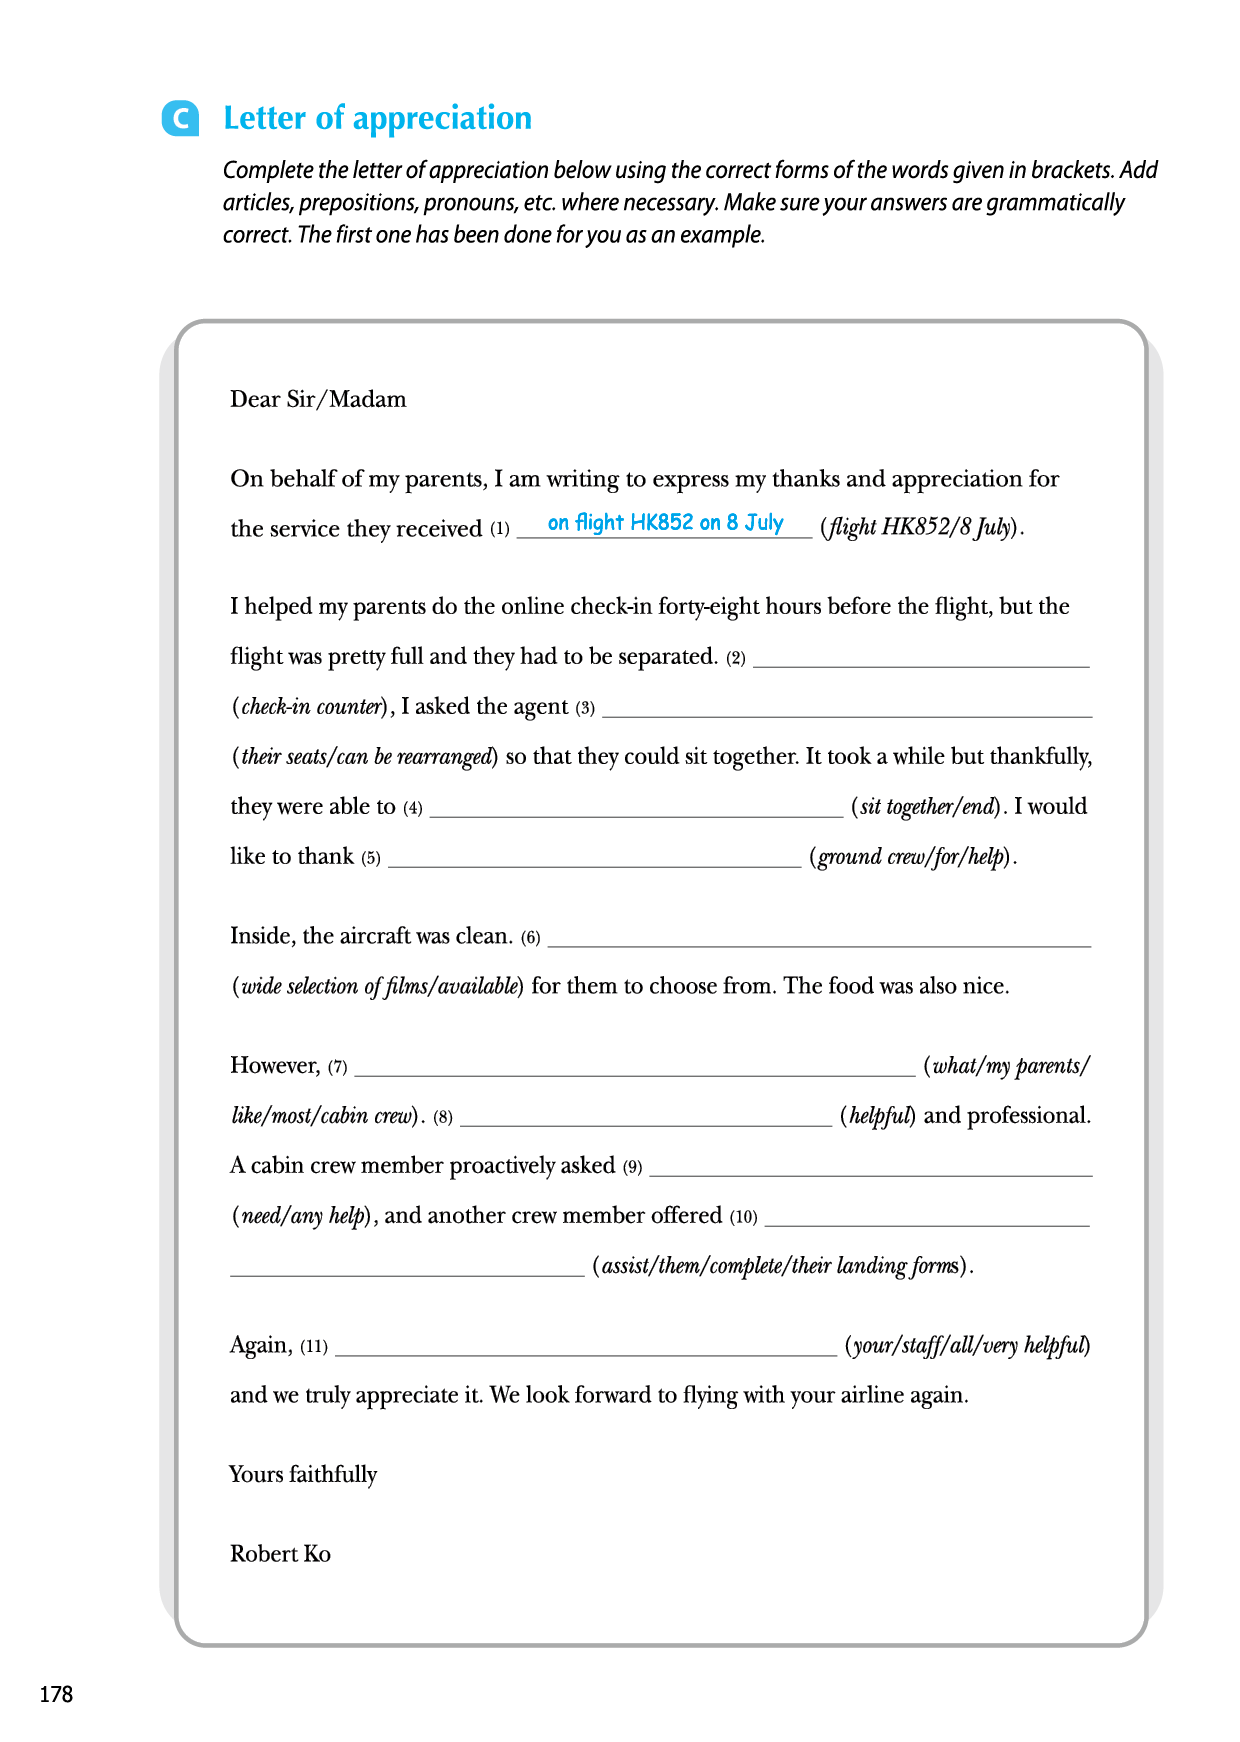 C Letter of appreciation
Complete the letter of appreciation below using the correct forms of the words given in brackets. Add
articles, prepositions, pronouns, etc. where necessary. Make sure your answers are grammatically
correct. The first one has been done for you as an example.
Dear Sir/Madam
On behalf of my parents, I am writing to express my thanks and appreciation for
the service they received (1) on flight HK852 on 8 July (flight HK852/8 July).
I helped my parents do the online check-in forty-eight hours before the flight, but the
flight was pretty full and they had to be separated. (2)
(check-in counter), I asked the agent (3)
(their seats/can be rearranged) so that they could sit together. It took a while but thankfully,
they were able to (4) (sit together/end). I would
like to thank (5) (ground crew/for/help).
Inside, the aircraft was clean. (6)
(wide selection of films/available) for them to choose from. The food was also nice.
However, (7) (what/my parents/
like/most/cabin crew). (8) (helpful) and professional.
A cabin crew member proactively asked (9)
(need/any help), and another crew member offered (10)
(assist/them/complete/their landing forms).
Again, (11) (your/staff/all/very helpful)
and we truly appreciate it. We look forward to flying with your airline again.
Yours faithfully
Robert Ko
178